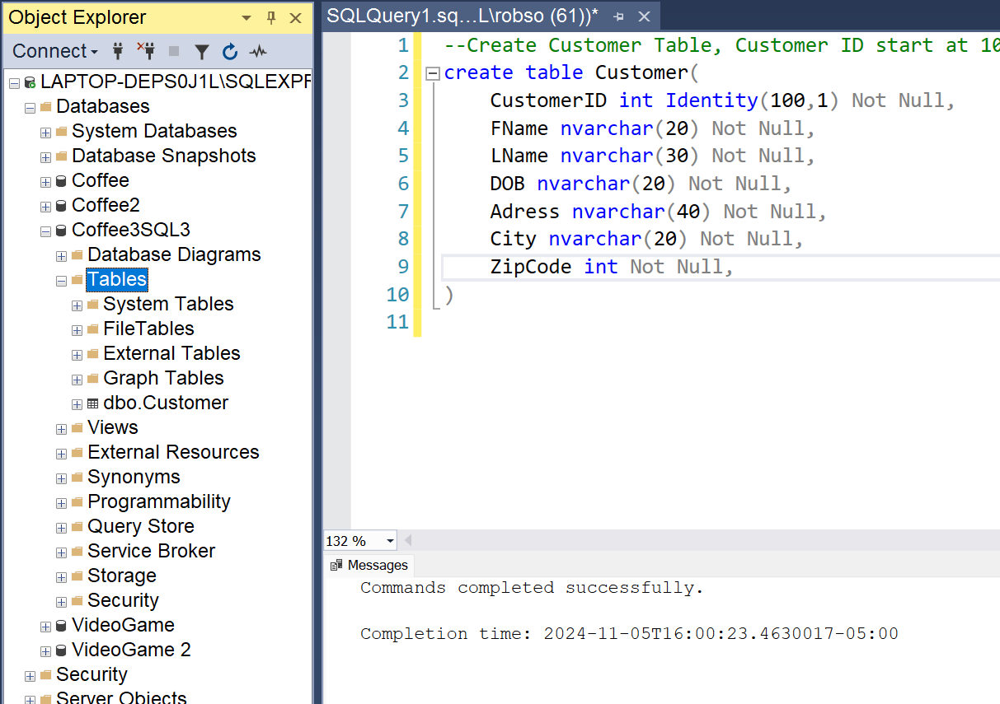 Object Explorer
Connect
LAPTOP-DEPS0J1L\SQLEXPF
Databases
System Databases
Database Snapshots
Coffee
Coffee2
Coffee3SQL3
Database Diagrams
Tables
System Tables
FileTables
External Tables
Graph Tables
dbo.Customer
Views
External Resources
Synonyms
Programmability
Query Store
Service Broker
Storage
Security
VideoGame
VideoGame 2
Security
Server Objects
SQLQuery1.sq...L\robso (61))*
1 --Create Customer Table, Customer ID start at 10
2 create table Customer(
3 CustomerID int Identity(100,1) Not Null,
4 FName nvarchar(20) Not Null,
5 LName nvarchar(30) Not Null,
6 DOB nvarchar(20) Not Null,
7 Adress nvarchar(40) Not Null,
8 City nvarchar(20) Not Null,
9 ZipCode int Not Null,
10 )
11
132 %
Messages
Commands completed successfully.
Completion time: 2024-11-05T16:00:23.4630017-05:00